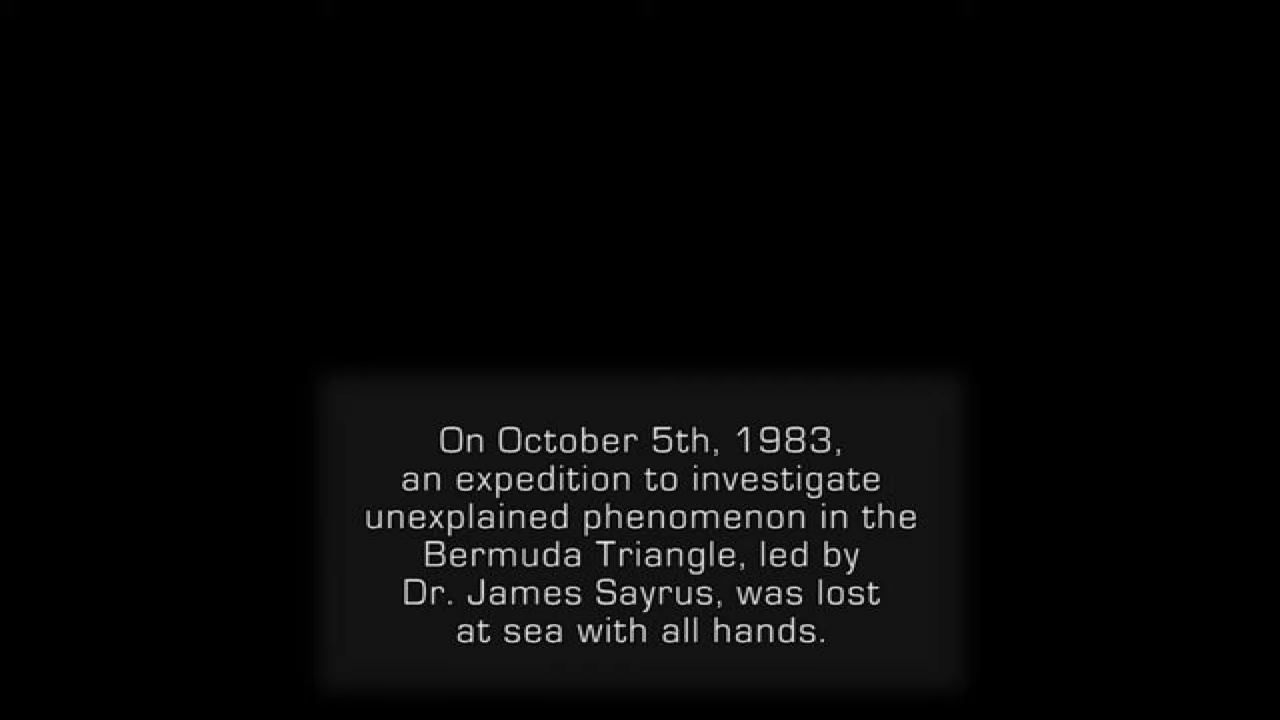 On October 5th, 1983,
an expedition to investigate
unexplained phenomenon in the
Bermuda Triangle, led by
Dr. James Sayrus, was lost
at sea with all hands.